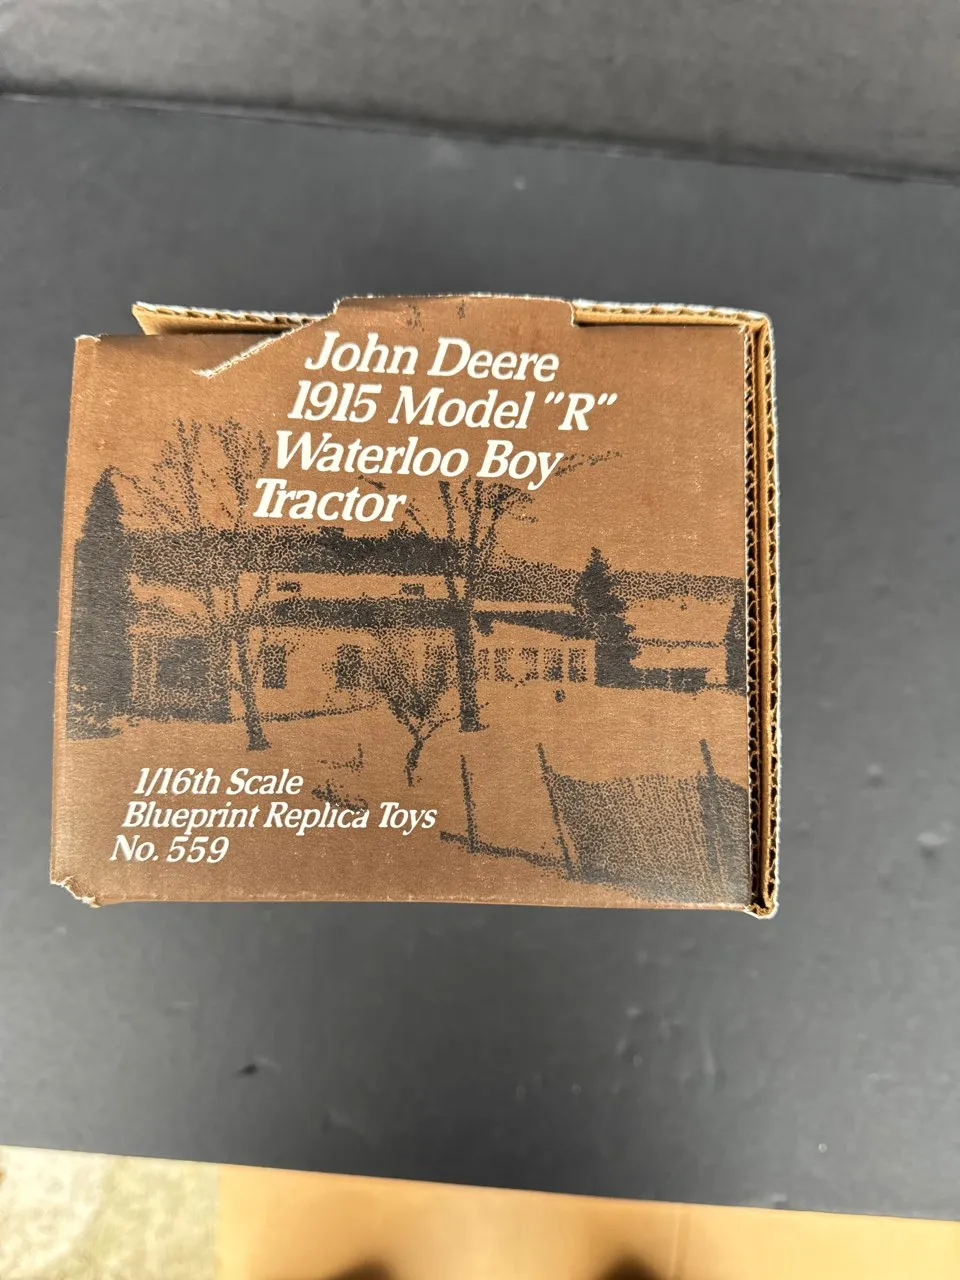 John Deere
1915 Model "R"
Waterloo Boy
Tractor
1/16th Scale
Blueprint Replica Toys
No. 559